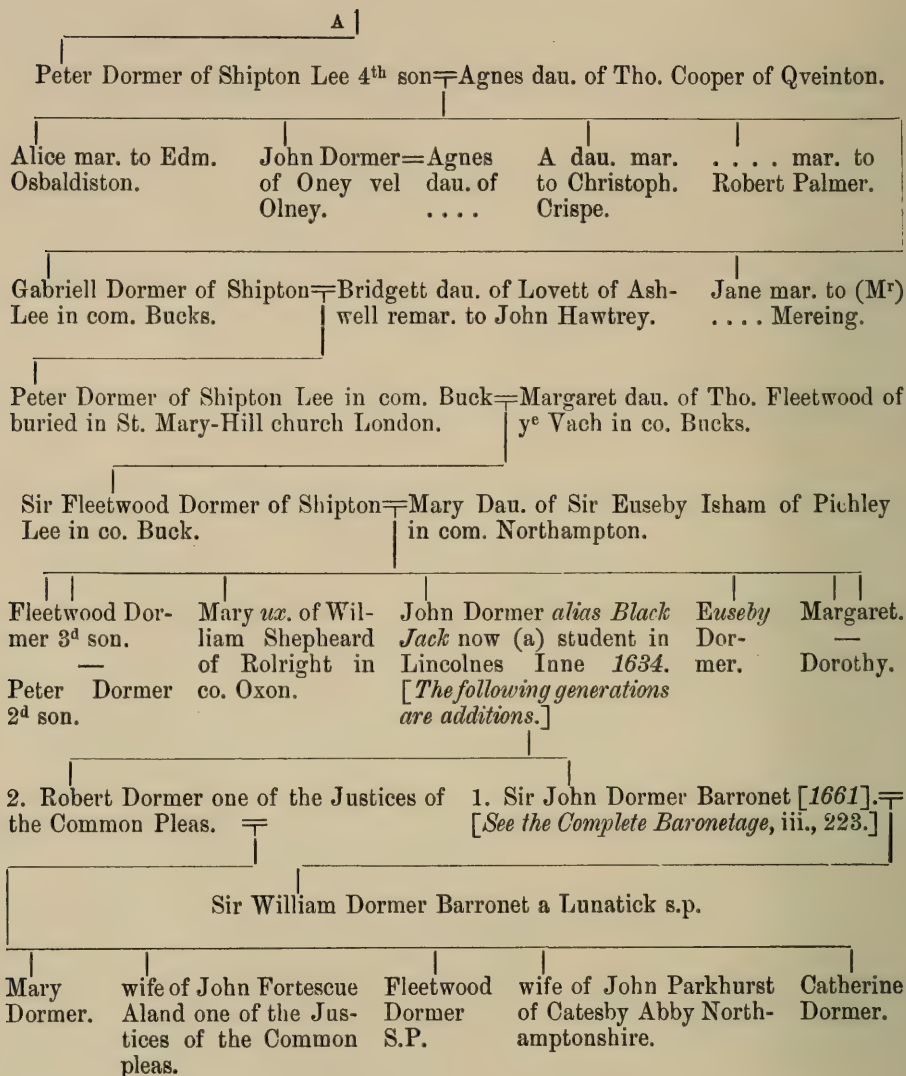 A
Peter Dormer of Shipton Lee 4th son=Agnes dau. of Tho. Cooper of Qveinton.
Alice mar. to Edm.
Osbaldiston.
John Dormer=Agnes
of Oney vel dau. of
Olney. ....
A dau. mar.
to Christoph.
Crispe.
.... mar. to
Robert Palmer.
Gabriell Dormer of Shipton=Bridgett dau. of Lovett of Ash-
Lee in com. Bucks. well remar. to John Hawtrey.
Jane mar. to (Mr)
.... Mereing.
Peter Dormer of Shipton Lee in com. Buck=Margaret dau. of Tho. Fleetwood of
buried in St. Mary-Hill church London. ye Vach in co. Bucks.
Sir Fleetwood Dormer of Shipton=Mary Dau. of Sir Euseby Isham of Pichley
Lee in co. Buck. in com. Northampton.
Fleetwood Dor-
mer 3d son.
—
Peter Dormer
2d son.
Mary ux. of Wil-
liam Shepheard
of Rolright in
co. Oxon.
John Dormer alias Black
Jack now (a) student in
Lincolnes Inne 1634.
[The following generations
are additions.]
Euseby
Dor-
mer.
Margaret.
—
Dorothy.
2. Robert Dormer one of the Justices of
the Common Pleas. =
1. Sir John Dormer Barronet [1661].=
[See the Complete Baronetage, iii., 223.]
Sir William Dormer Barronet a Lunatick s.p.
Mary
Dormer.
wife of John Fortescue
Aland one of the Jus-
tices of the Common
pleas.
Fleetwood
Dormer
S.P.
wife of John Parkhurst
of Catesby Abby North-
amptonshire.
Catherine
Dormer.